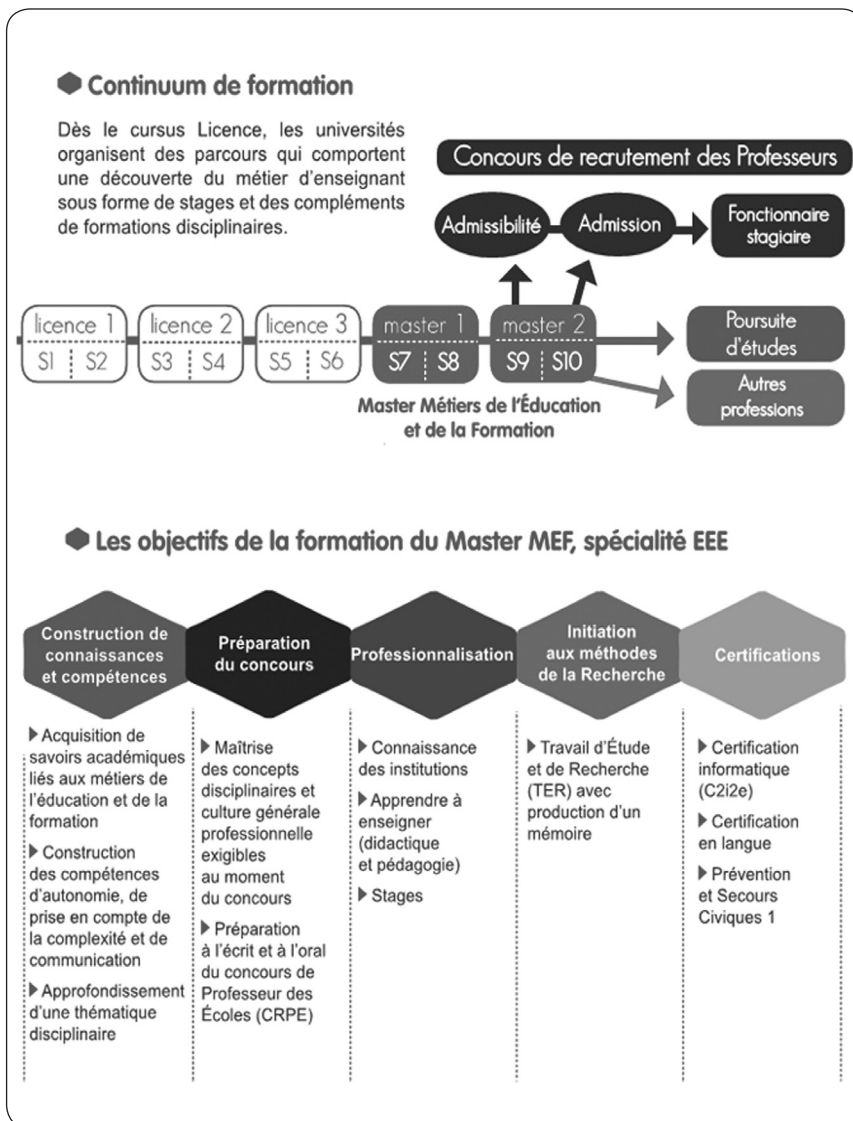 Continuum de formation
Dès le cursus Licence, les universités
organisent des parcours qui comportent
une découverte du métier d'enseignant
sous forme de stages et des compléments
de formations disciplinaires.
Concours de recrutement des Professeurs
Admissibilité
Admission
Fonctionnaire
stagiaire
licence 1
S1 S2
licence 2
S3 S4
licence 3
S5 S6
master 1
S7 S8
master 2
S9 S10
Poursuite
d'études
Autres
professions
Master Métiers de l'Éducation
et de la Formation
Les objectifs de la formation du Master MEF, spécialité EEE
Construction de
connaissances
et compétences
Acquisition de
savoirs académiques
liés aux métiers de
l'éducation et de la
formation
Construction
des compétences
d'autonomie, de
prise en compte de
la complexité et de
communication
Approfondissement
d'une thématique
disciplinaire
Préparation
du concours
Maîtrise
des concepts
disciplinaires et
culture générale
professionnelle
exigibles
au moment
du concours
Préparation
à l'écrit et à l'oral
du concours de
Professeur des
Écoles (CRPE)
Professionnalisation
Connaissance
des institutions
Apprendre à
enseigner
(didactique
et pédagogie)
Stages
Initiation
aux méthodes
de la Recherche
Travail d'Étude
et de Recherche
(TER) avec
production d'un
mémoire
Certifications
Certification
informatique
(C2i2e)
Certification
en langue
Prévention
et Secours
Civiques 1